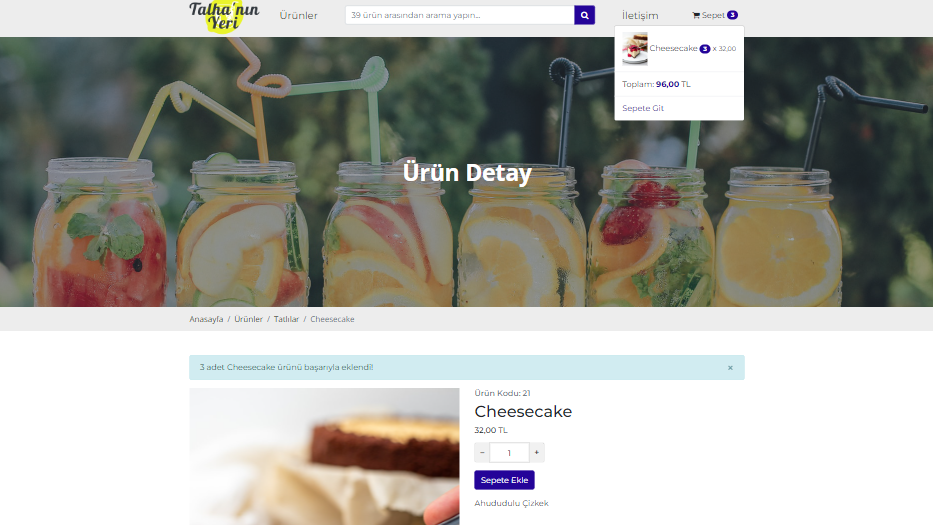 Talha'nın
Yeri
Ürünler
39 ürün arasından arama yapın...
İletişim
Sepet 3
Cheesecake 3 x 32,00
Toplam: 96,00 TL
Sepete Git
Ürün Detay
Anasayfa / Ürünler / Tatlılar / Cheesecake
3 adet Cheesecake ürünü başarıyla eklendi!
×
Ürün Kodu: 21
Cheesecake
32,00 TL
− 1 +
Sepete Ekle
Ahududulu Çizkek